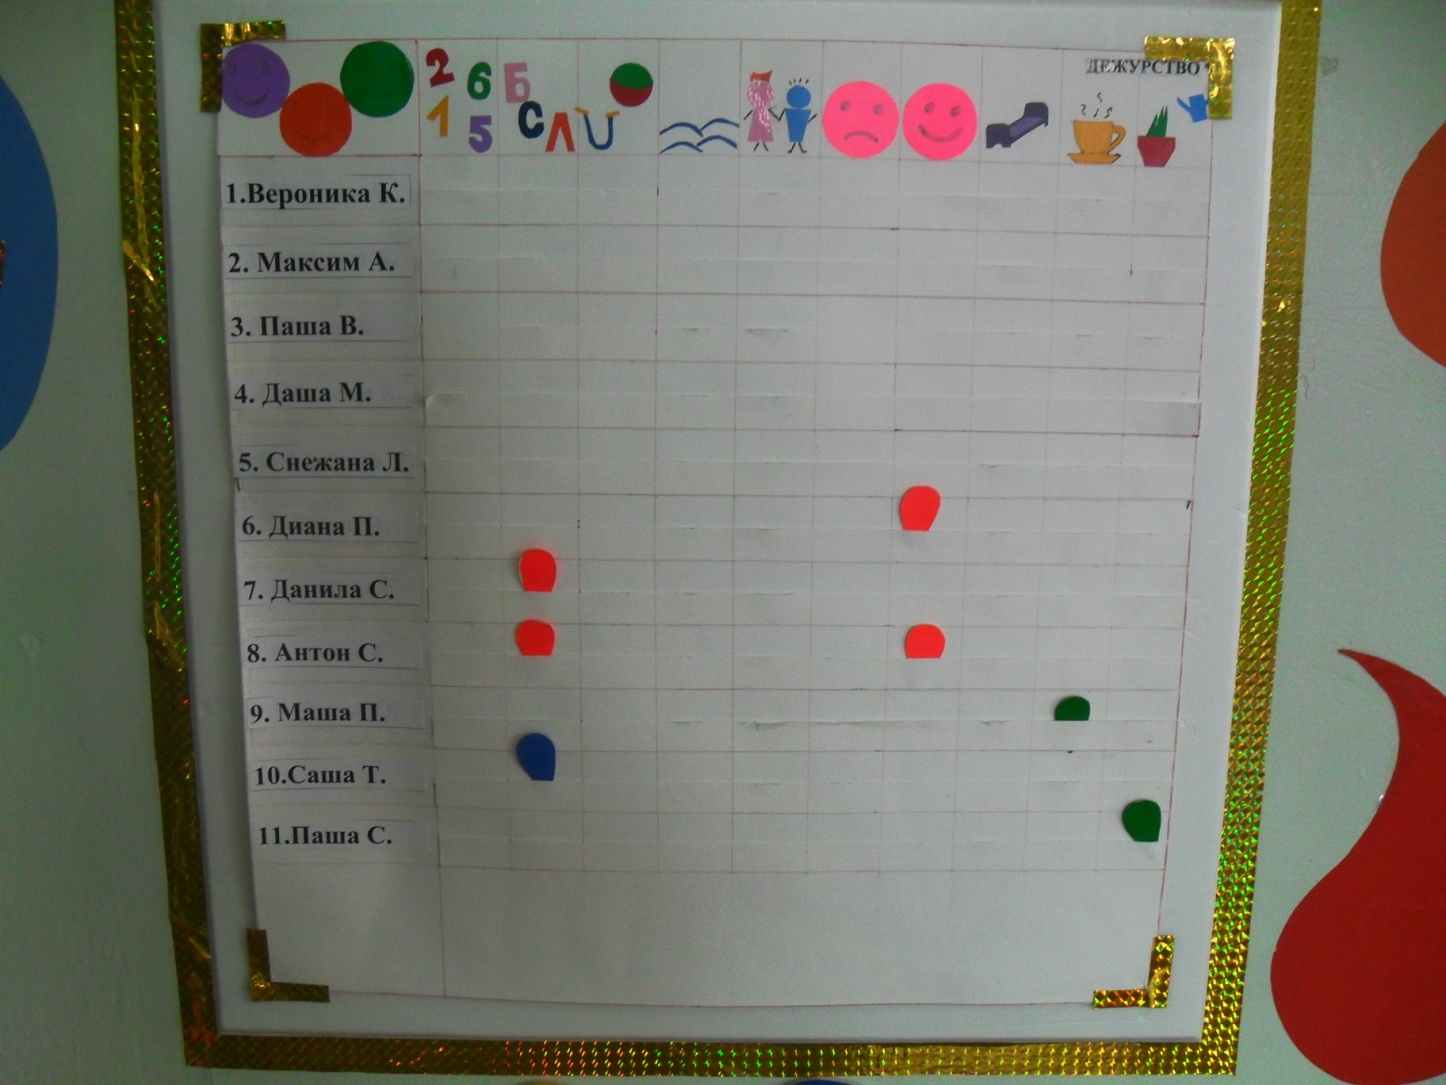 ДЕЖУРСТВО
2 6 Б
1 5 С Л
1.Вероника К.
2. Максим А.
3. Паша В.
4. Даша М.
5. Снежана Л.
6. Диана П.
7. Данила С.
8. Антон С.
9. Маша П.
10.Саша Т.
11.Паша С.